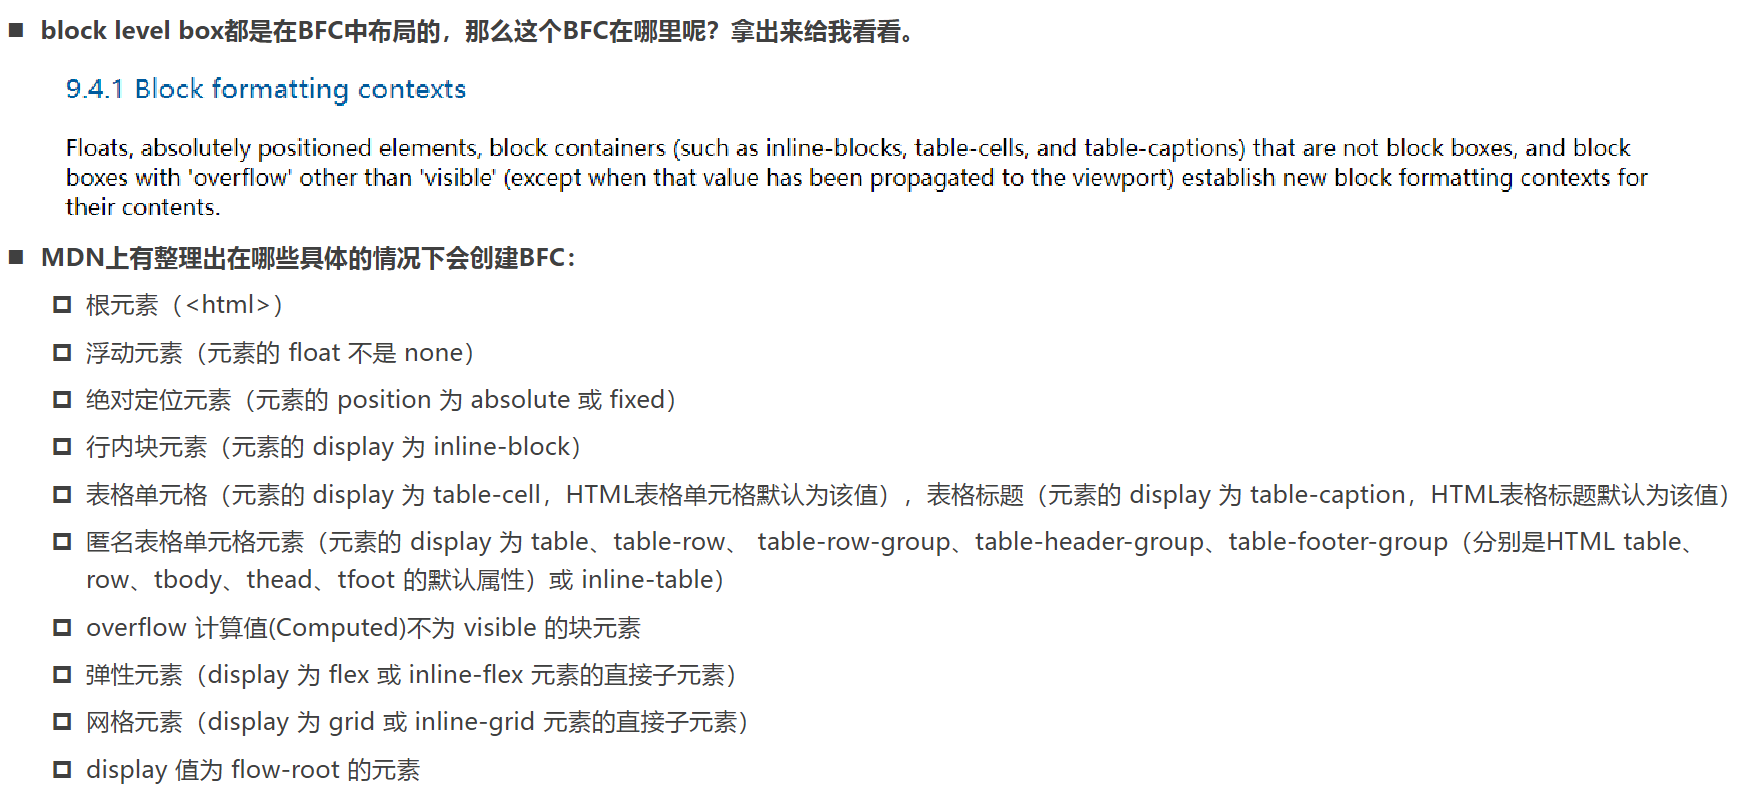 block level box都是在BFC中布局的，那么这个BFC在哪里呢？拿出来给我看看。
9.4.1 Block formatting contexts
Floats, absolutely positioned elements, block containers (such as inline-blocks, table-cells, and table-captions) that are not block boxes, and block
boxes with 'overflow' other than 'visible' (except when that value has been propagated to the viewport) establish new block formatting contexts for
their contents.
MDN上有整理出在哪些具体的情况下会创建BFC：
根元素（<html>）
浮动元素（元素的 float 不是 none）
绝对定位元素（元素的 position 为 absolute 或 fixed）
行内块元素（元素的 display 为 inline-block）
表格单元格（元素的 display 为 table-cell，HTML表格单元格默认为该值），表格标题（元素的 display 为 table-caption，HTML表格标题默认为该值）
匿名表格单元格元素（元素的 display 为 table、table-row、 table-row-group、table-header-group、table-footer-group（分别是HTML table、
row、tbody、thead、tfoot 的默认属性）或 inline-table）
overflow 计算值(Computed)不为 visible 的块元素
弹性元素（display 为 flex 或 inline-flex 元素的直接子元素）
网格元素（display 为 grid 或 inline-grid 元素的直接子元素）
display 值为 flow-root 的元素